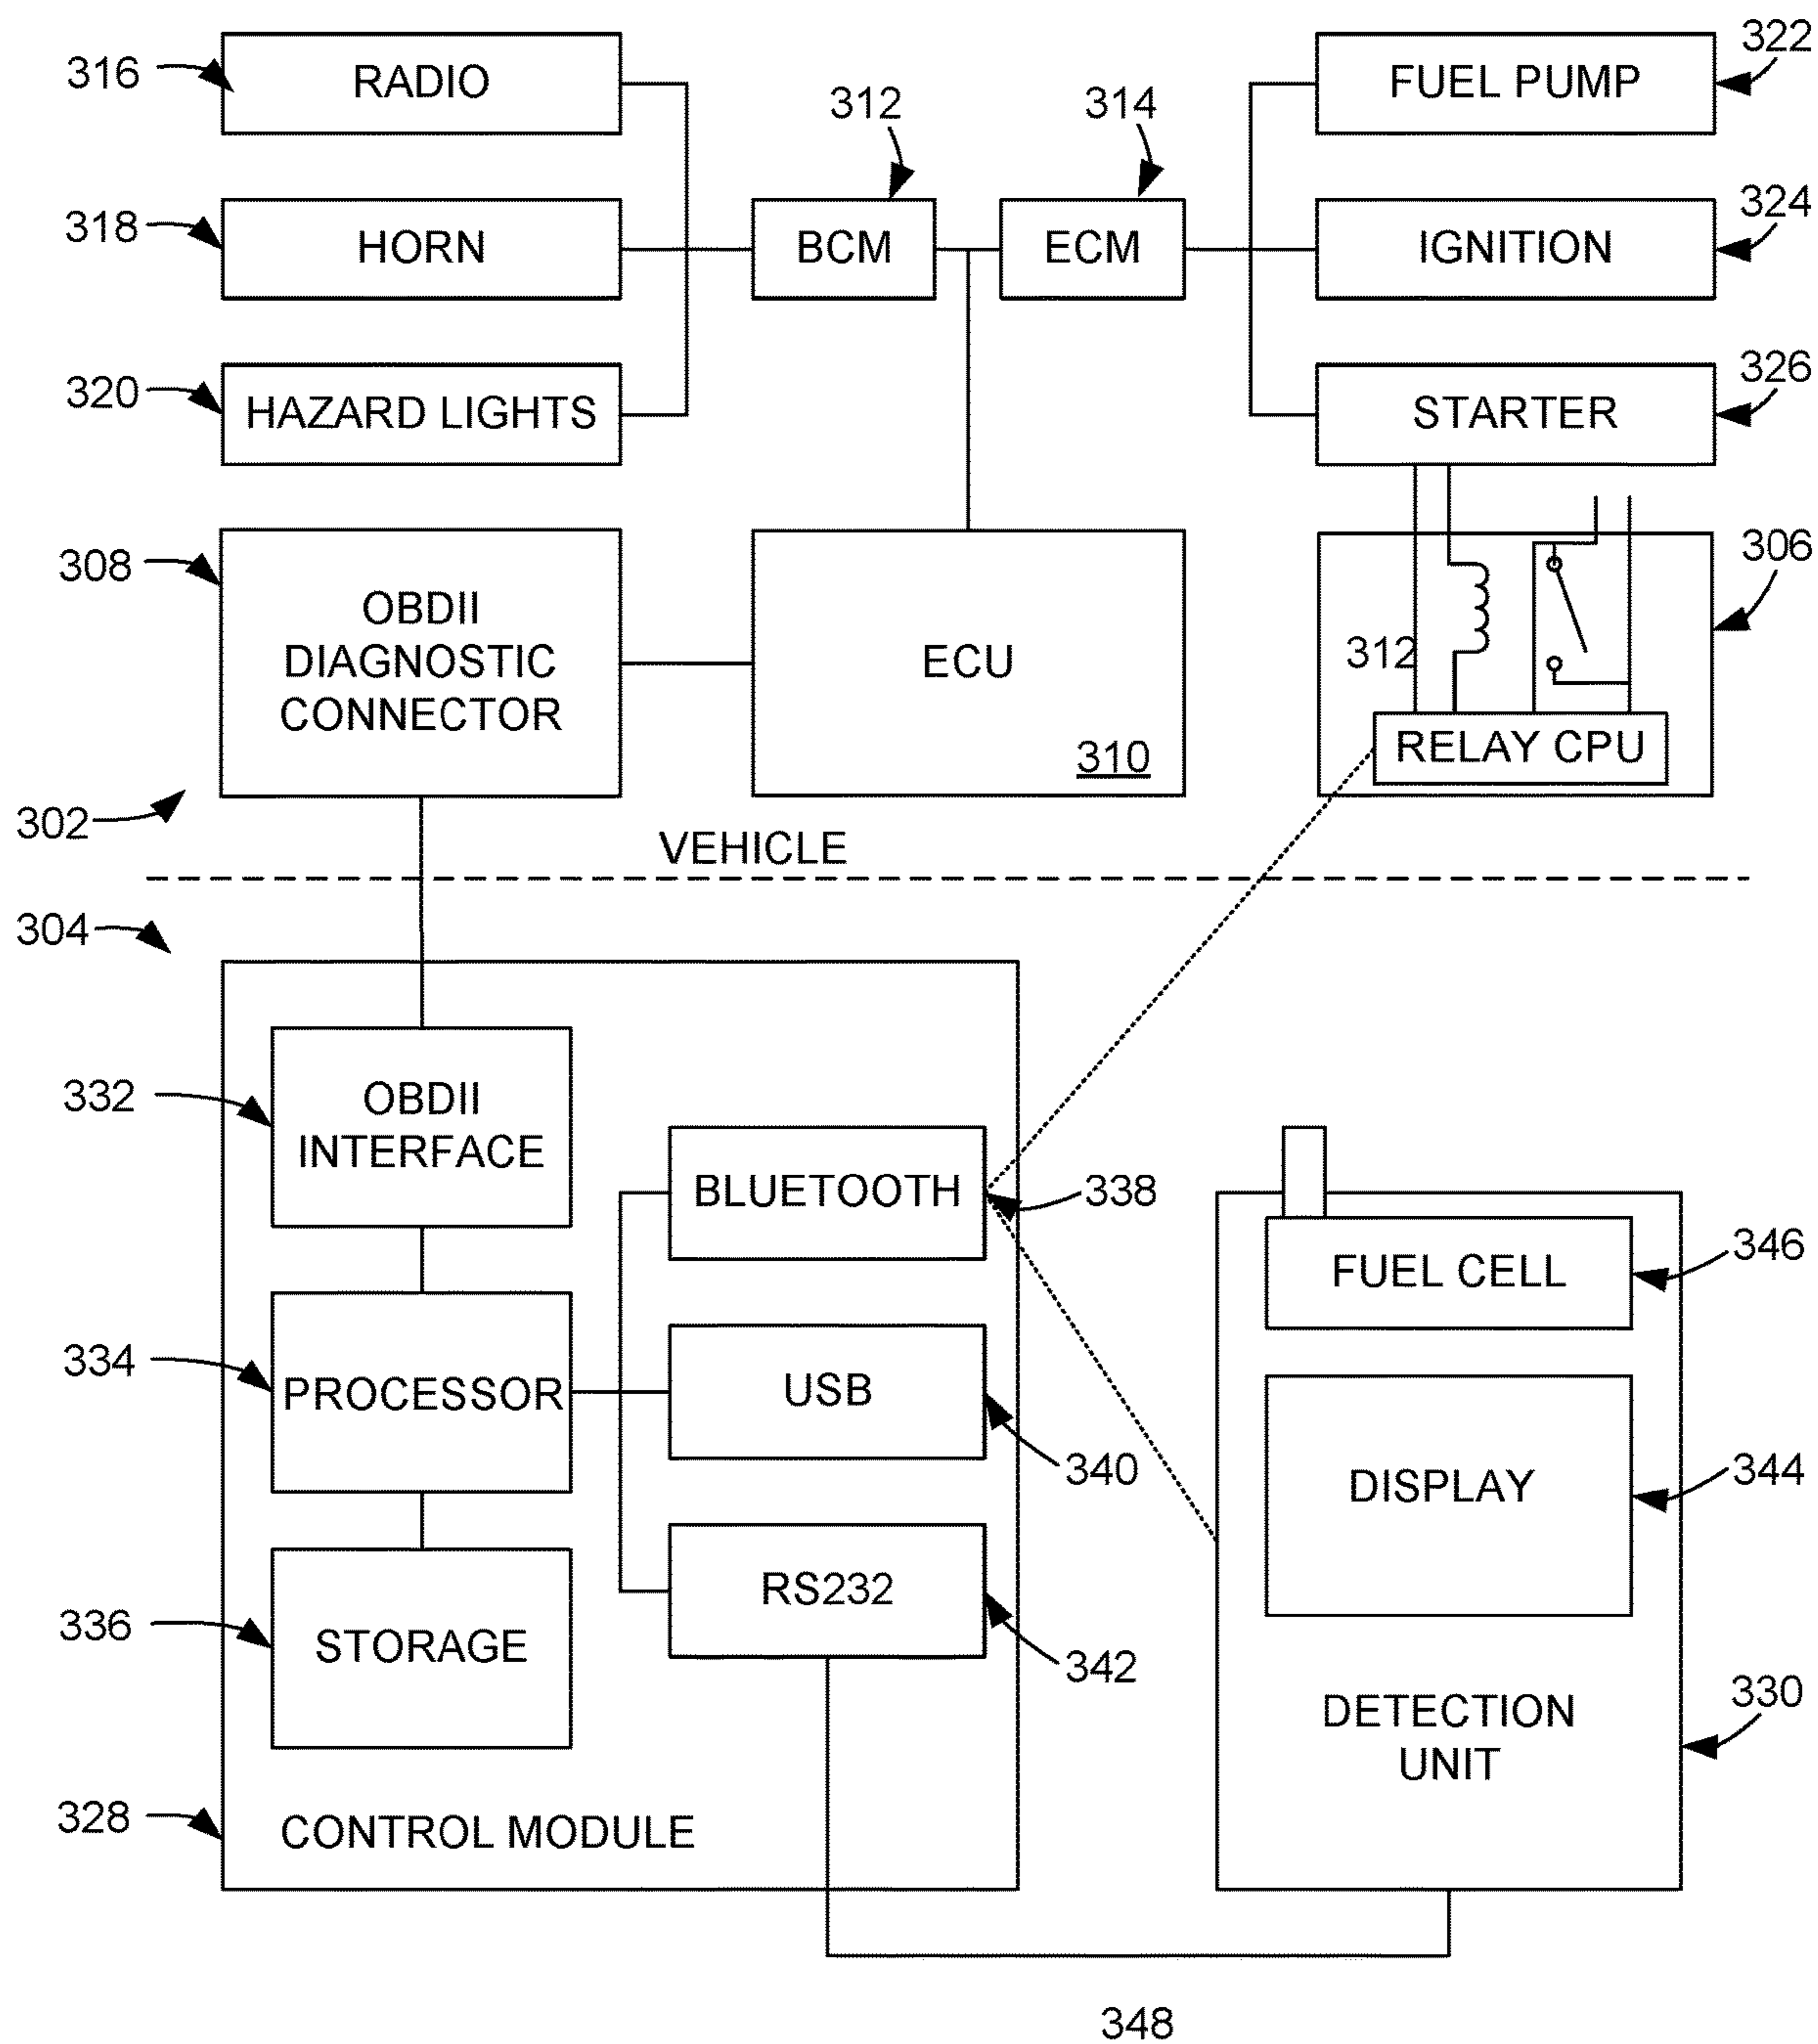 316
RADIO
312
314
FUEL PUMP
322
318
HORN
BCM
ECM
IGNITION
324
320
HAZARD LIGHTS
STARTER
326
308
OBDII
DIAGNOSTIC
CONNECTOR
ECU
310
312
RELAY CPU
306
302
VEHICLE
304
332
OBDII
INTERFACE
BLUETOOTH
338
FUEL CELL
346
334
PROCESSOR
USB
340
DISPLAY
344
336
STORAGE
RS232
342
DETECTION
UNIT
330
328
CONTROL MODULE
348